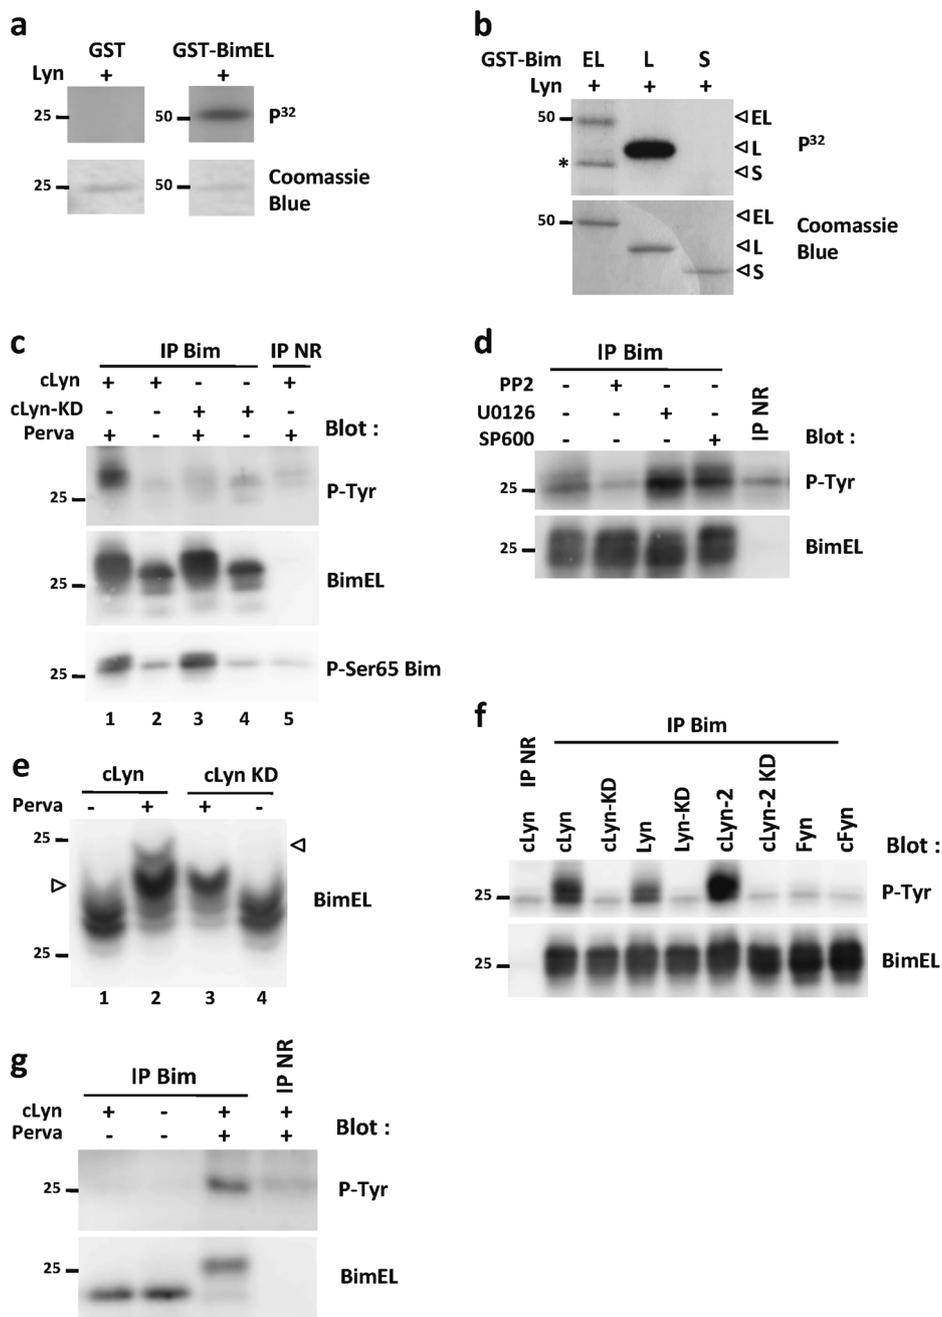 a
GST GST-BimEL
Lyn + +
25 50 P32
25 50 Coomassie
Blue
b
GST-Bim EL L S
Lyn + + +
50 ◁EL
◁L P32
*
◁S
50 ◁EL
◁L Coomassie
Blue
◁S
c
IP Bim IP NR
cLyn + + - - +
cLyn-KD - - + + -
Perva + - + - + Blot :
25 P-Tyr
25 BimEL
25 P-Ser65 Bim
1 2 3 4 5
d
IP Bim
PP2 - + - -
U0126 - - + -
SP600 - - - +
IP NR
Blot :
25 P-Tyr
25 BimEL
e
cLyn cLyn KD
Perva - + + -
25 ◁
▷ BimEL
25
1 2 3 4
f
IP Bim
IP NR
cLyn cLyn cLyn-KD Lyn Lyn-KD cLyn-2 cLyn-2 KD Fyn cFyn
Blot :
25 P-Tyr
25 BimEL
g
IP Bim IP NR
cLyn + - + +
Perva - - + + Blot :
25 P-Tyr
25 BimEL